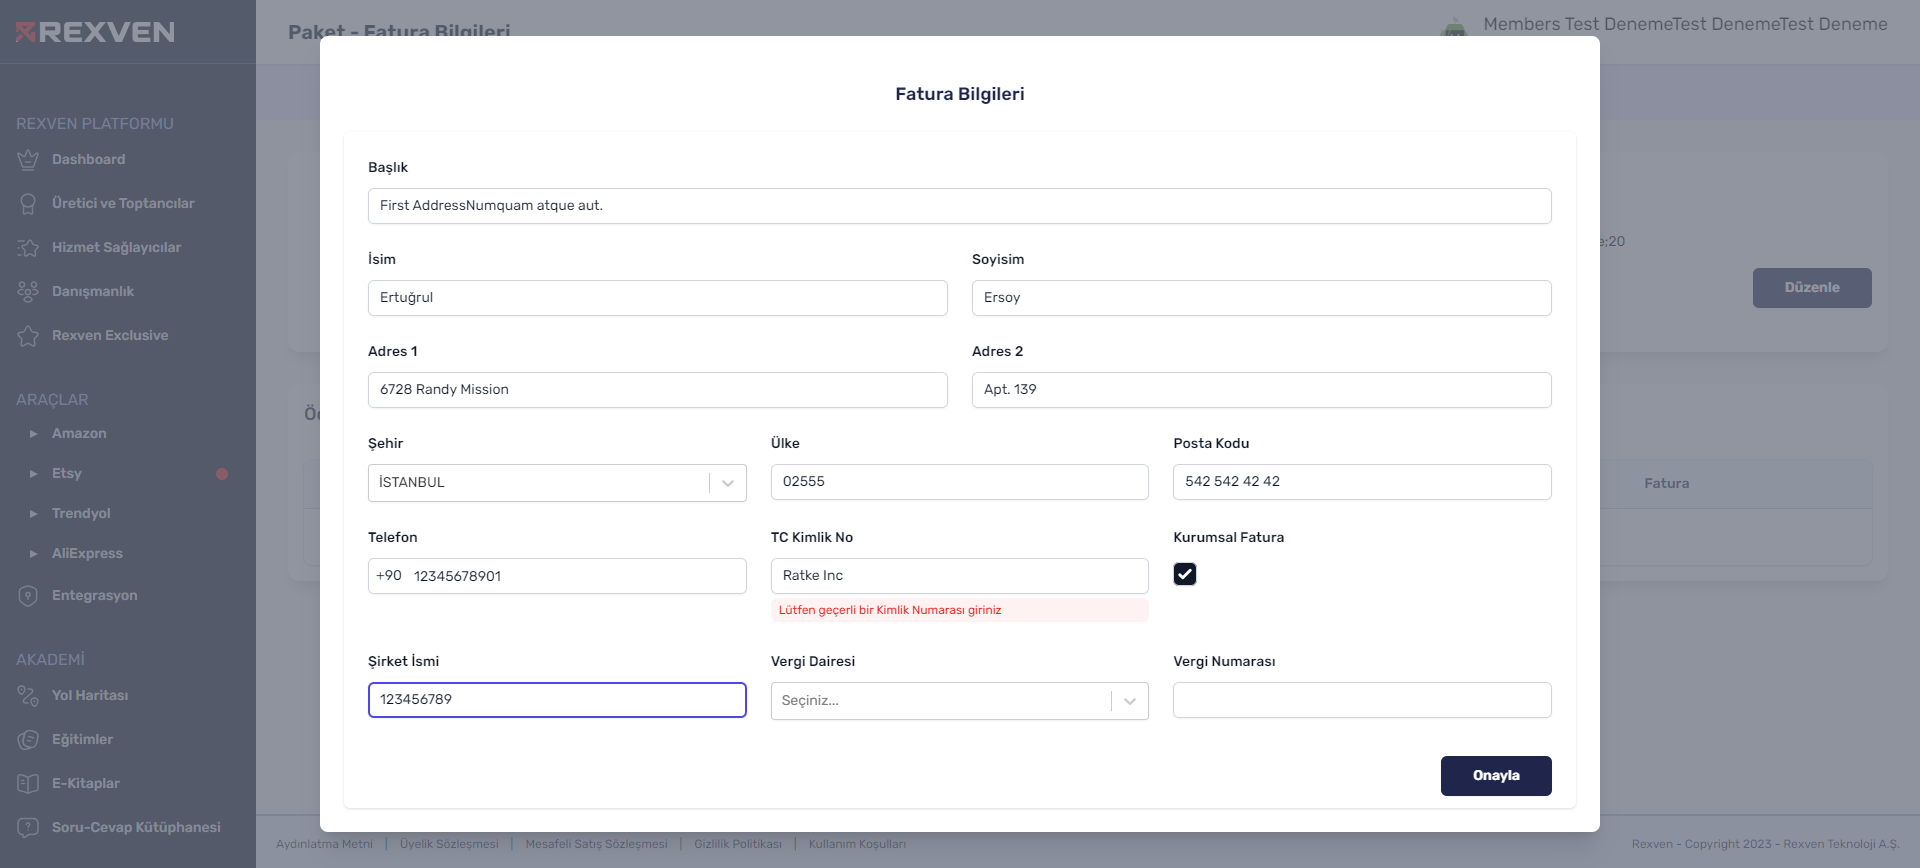 REXVEN
Paket - Fatura Bilgileri
Members Test DenemeTest DenemeTest Deneme
REXVEN PLATFORMU
Dashboard
Üretici ve Toptancılar
Hizmet Sağlayıcılar
Danışmanlık
Rexven Exclusive
ARAÇLAR
Amazon
Etsy
Trendyol
AliExpress
Entegrasyon
AKADEMİ
Yol Haritası
Eğitimler
E-Kitaplar
Soru-Cevap Kütüphanesi
Fatura Bilgileri
Başlık
First AddressNumquam atque aut.
İsim
Soyisim
Ertuğrul
Ersoy
Adres 1
Adres 2
6728 Randy Mission
Apt. 139
Şehir
Ülke
Posta Kodu
İSTANBUL
02555
542 542 42 42
Telefon
TC Kimlik No
Kurumsal Fatura
+90 12345678901
Ratke Inc
Lütfen geçerli bir Kimlik Numarası giriniz
Şirket İsmi
Vergi Dairesi
Vergi Numarası
123456789
Seçiniz...
Onayla
e:20
Düzenle
Fatura
Aydınlatma Metni | Üyelik Sözleşmesi | Mesafeli Satış Sözleşmesi | Gizlilik Politikası | Kullanım Koşulları
Rexven - Copyright 2023 - Rexven Teknoloji A.Ş.